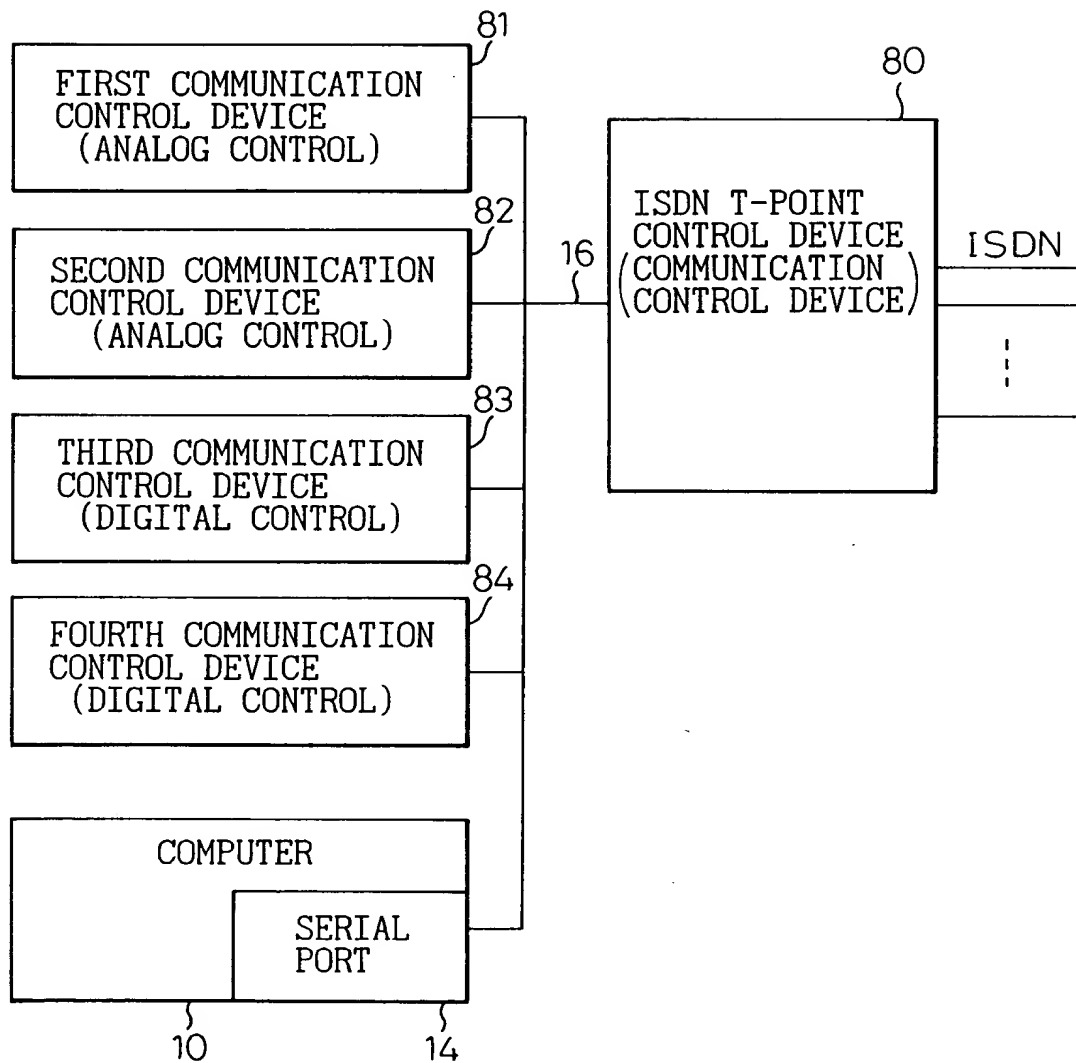 81
FIRST COMMUNICATION
CONTROL DEVICE
(ANALOG CONTROL)
82
SECOND COMMUNICATION
CONTROL DEVICE
(ANALOG CONTROL)
83
THIRD COMMUNICATION
CONTROL DEVICE
(DIGITAL CONTROL)
84
FOURTH COMMUNICATION
CONTROL DEVICE
(DIGITAL CONTROL)
COMPUTER
SERIAL
PORT
10
14
16
80
ISDN T-POINT
CONTROL DEVICE
(COMMUNICATION
CONTROL DEVICE)
ISDN